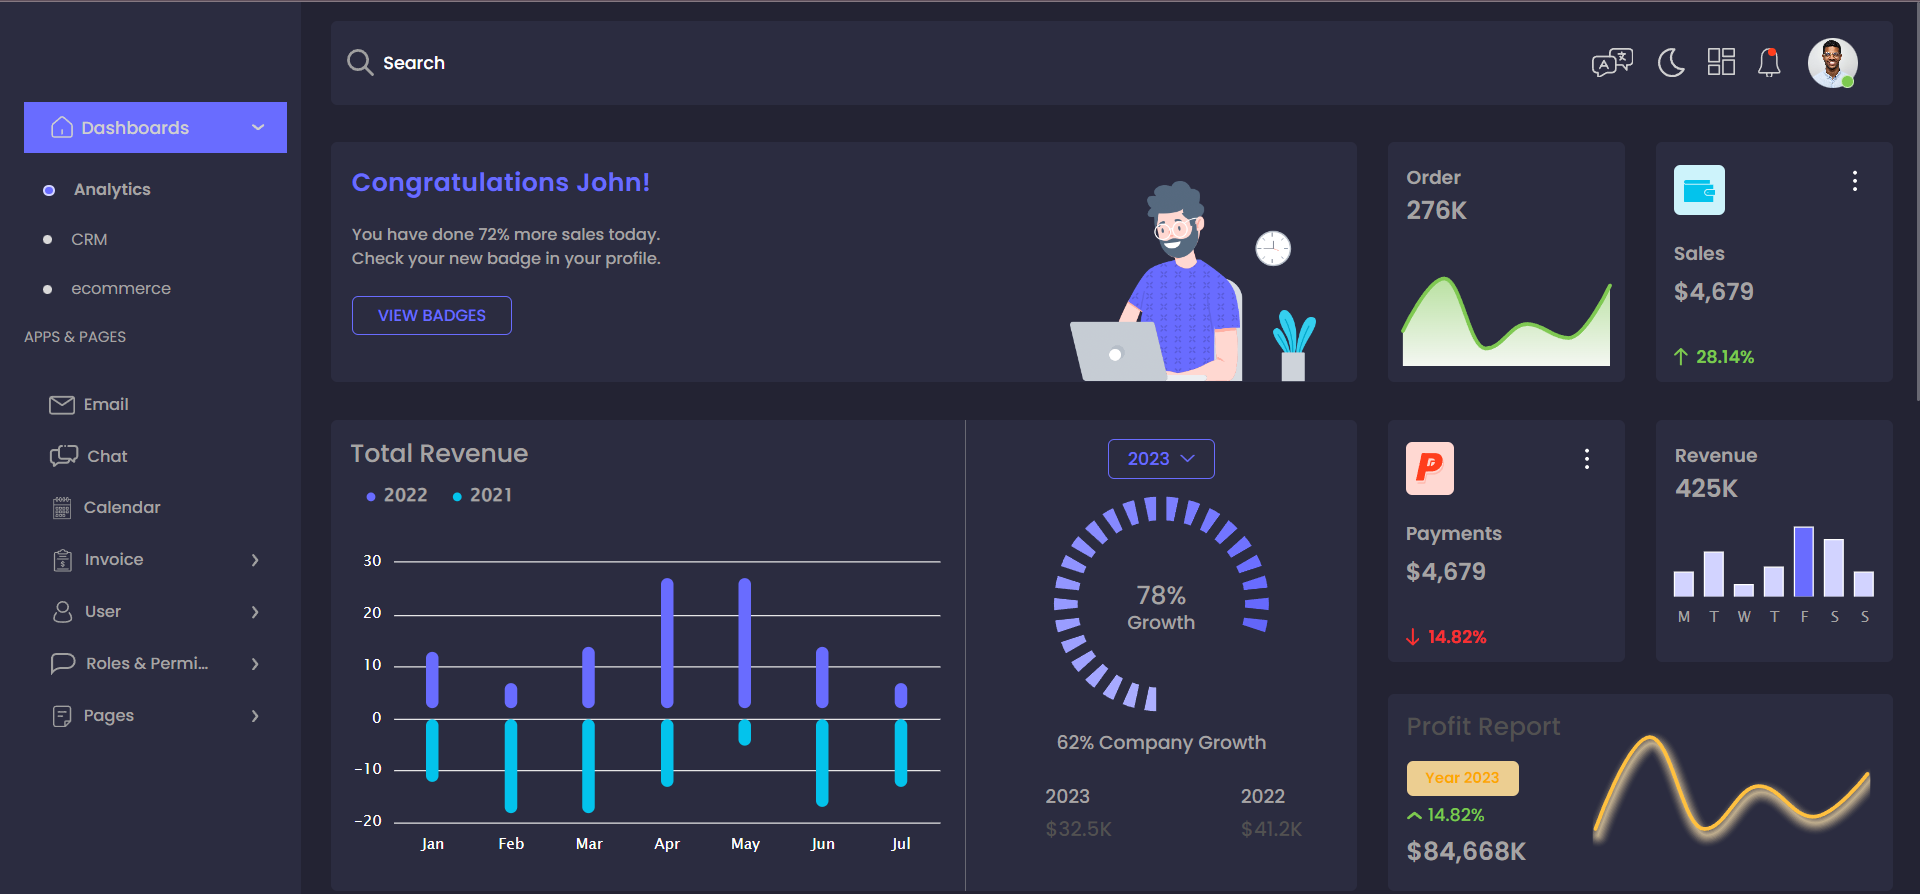 Search
Dashboards
Analytics
CRM
ecommerce
APPS & PAGES
Email
Chat
Calendar
Invoice
User
Roles & Permi...
Pages
Congratulations John!
You have done 72% more sales today.
Check your new badge in your profile.
VIEW BADGES
Order
276K
Sales
$4,679
28.14%
Total Revenue
2022 2021
30
20
10
0
-10
-20
Jan Feb Mar Apr May Jun Jul
2023
78%
Growth
62% Company Growth
2023 2022
$32.5K $41.2K
Payments
$4,679
14.82%
Revenue
425K
M T W T F S S
Profit Report
Year 2023
14.82%
$84,668K